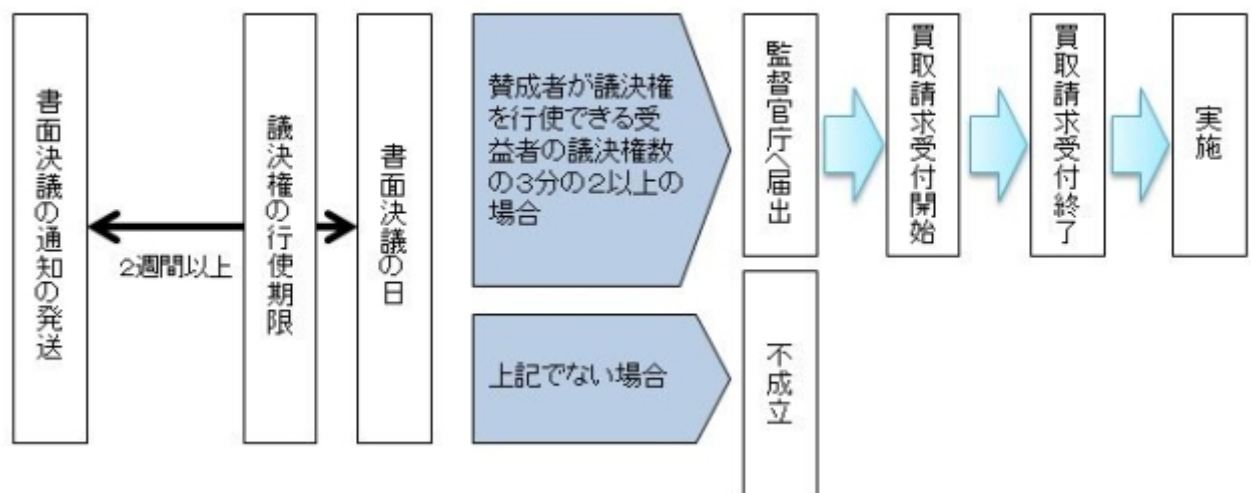 書面決議の通知の発送
2週間以上
議決権の行使期限
書面決議の日
賛成者が議決権
を行使できる受
益者の議決権数
の3分の2以上の
場合
監督官庁へ届出
買取請求受付開始
買取請求受付終了
実施
上記でない場合
不成立